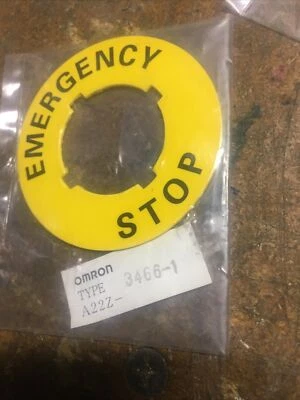 EMERGENCY
STOP
OMRON
TYPE 3466-1
A22Z-